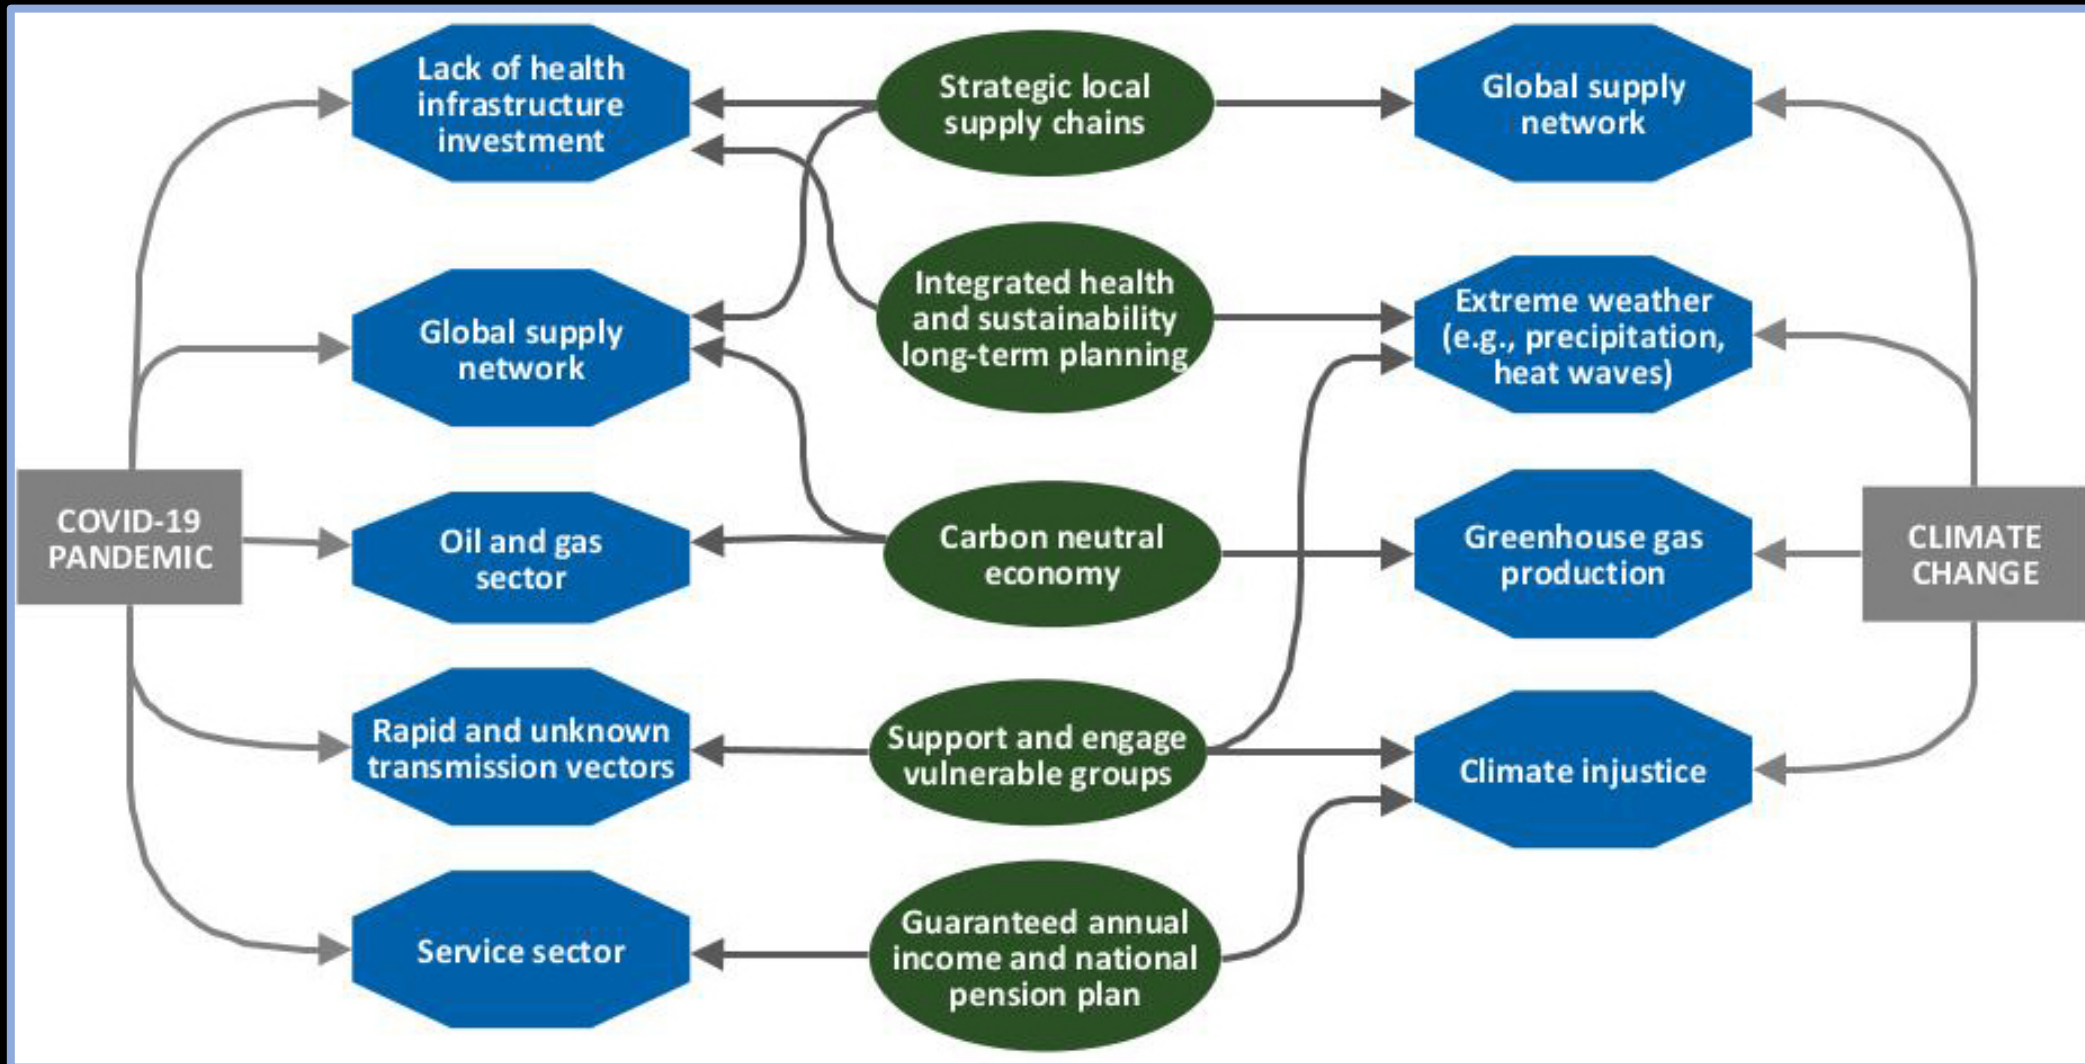 Lack of health
infrastructure
investment
Strategic local
supply chains
Global supply
network
Global supply
network
Integrated health
and sustainability
long-term planning
Extreme weather
(e.g., precipitation,
heat waves)
COVID-19
PANDEMIC
Oil and gas
sector
Carbon neutral
economy
Greenhouse gas
production
CLIMATE
CHANGE
Rapid and unknown
transmission vectors
Support and engage
vulnerable groups
Climate injustice
Service sector
Guaranteed annual
income and national
pension plan